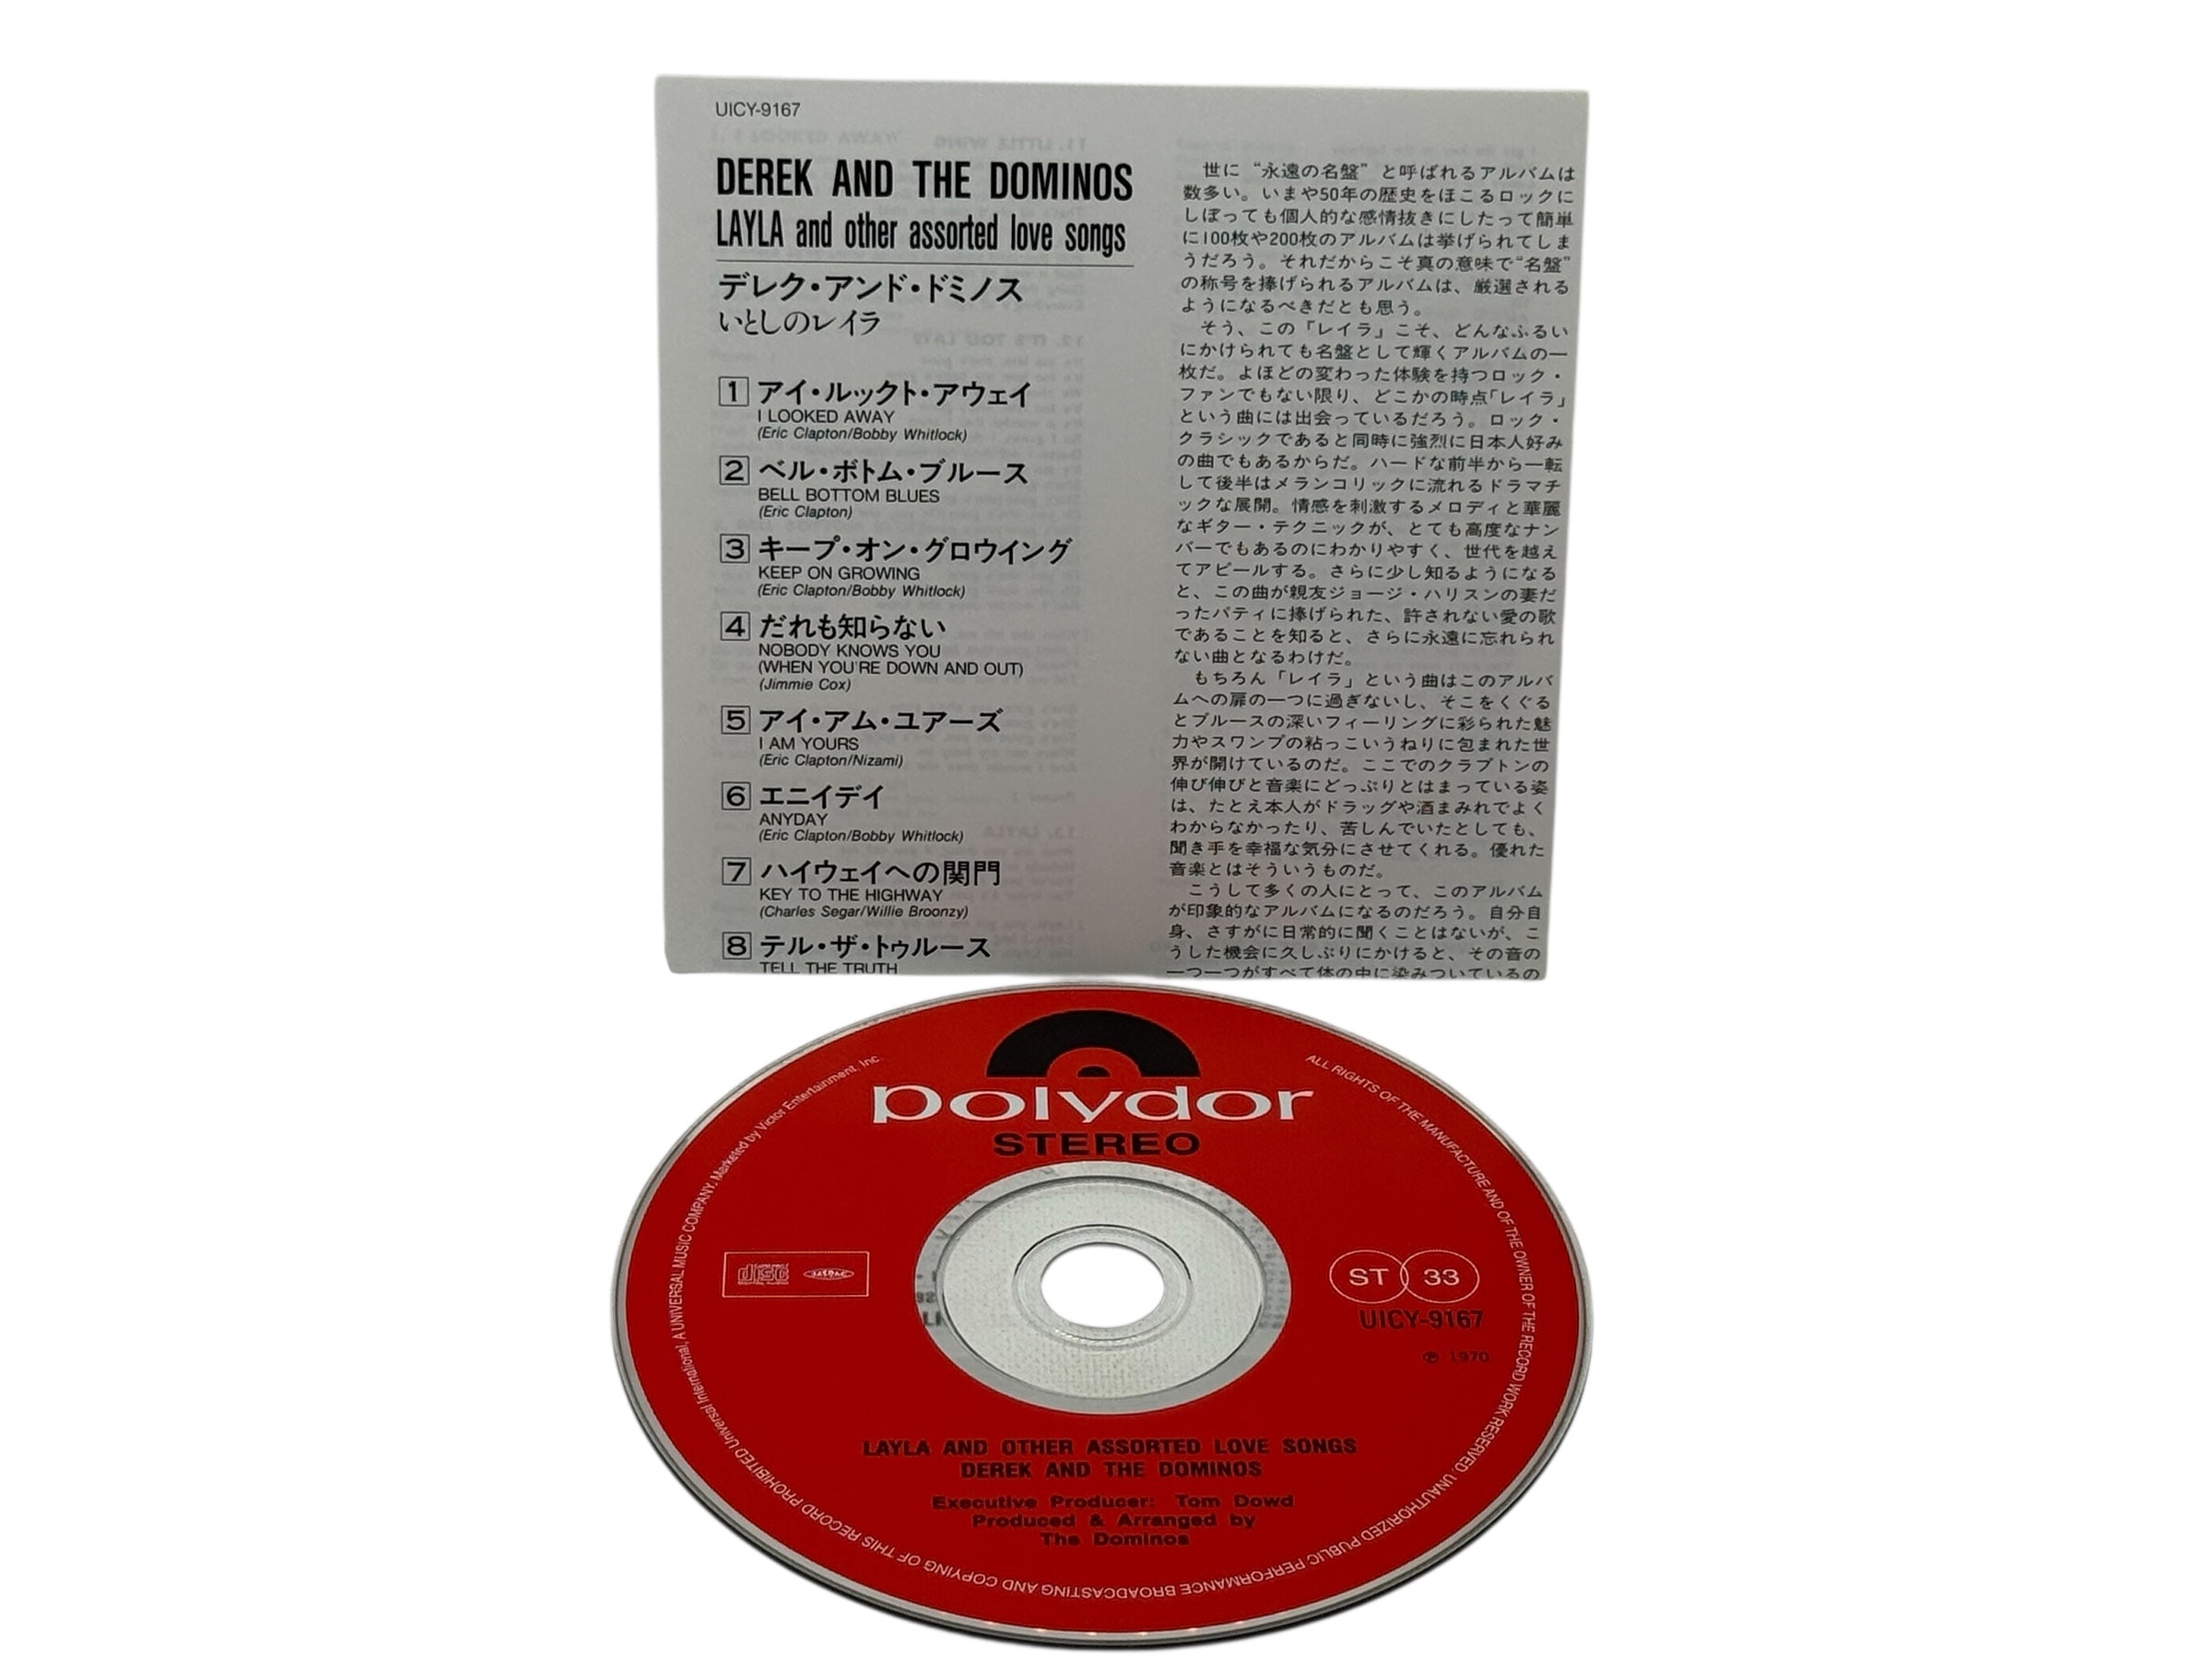 UICY-9167
DEREK AND THE DOMINOS
LAYLA and other assorted love songs
デレク・アンド・ドミノス
いとしのレイラ
1 アイ・ルックト・アウェイ
I LOOKED AWAY
(Eric Clapton/Bobby Whitlock)
2 ベル・ボトム・ブルース
BELL BOTTOM BLUES
(Eric Clapton)
3 キープ・オン・グロウイング
KEEP ON GROWING
(Eric Clapton/Bobby Whitlock)
4 だれも知らない
NOBODY KNOWS YOU
(WHEN YOU'RE DOWN AND OUT)
(Jimmie Cox)
5 アイ・アム・ユアーズ
I AM YOURS
(Eric Clapton/Nizami)
6 エニイデイ
ANYDAY
(Eric Clapton/Bobby Whitlock)
7 ハイウェイへの関門
KEY TO THE HIGHWAY
(Charles Segar/Willie Broonzy)
8 テル・ザ・トゥルース
TELL THE TRUTH
世に“永遠の名盤”と呼ばれるアルバムは
数多い。いまや50年の歴史をほこるロックに
しぼっても個人的な感情抜きにしたって簡単
に100枚や200枚のアルバムは挙げられてしま
うだろう。それだからこそ真の意味で“名盤”
の称号を捧げられるアルバムは、厳選される
ようになるべきだとも思う。
そう、この「レイラ」こそ、どんなふるい
にかけられても名盤として輝くアルバムの一
枚だ。よほどの変わった体験を持つロック・
ファンでもない限り、どこかの時点「レイラ」
という曲には出会っているだろう。ロック・
クラシックであると同時に強烈に日本人好み
の曲でもあるからだ。ハードな前半から一転
して後半はメランコリックに流れるドラマチ
ックな展開。情感を刺激するメロディと華麗
なギター・テクニックが、とても高度なナン
バーでもあるのにわかりやすく、世代を越え
てアピールする。さらに少し知るようになる
と、この曲が親友ジョージ・ハリスンの妻だ
ったパティに捧げられた、許されない愛の歌
であることを知ると、さらに永遠に忘れられ
ない曲となるわけだ。
もちろん「レイラ」という曲はこのアルバ
ムへの扉の一つに過ぎないし、そこをくぐる
とブルースの深いフィーリングに彩られた魅
力やスワンプの粘っこいうねりに包まれた世
界が開けているのだ。ここでのクラプトンの
伸び伸びと音楽にどっぷりとはまっている姿
は、たとえ本人がドラッグや酒まみれでよく
わからなかったり、苦しんでいたとしても、
聞き手を幸福な気分にさせてくれる。優れた
音楽とはそういうものだ。
こうして多くの人にとって、このアルバム
が印象的なアルバムになるのだろう。自分自
身、さすがに日常的に聞くことはないが、こ
うした機会に久しぶりにかけると、その音の
一つ一つがすべて体の中に染みついているの
polydor
STEREO
disc
ST 33
UICY-9167
℗ 1970
LAYLA AND OTHER ASSORTED LOVE SONGS
DEREK AND THE DOMINOS
Executive Producer: Tom Dowd
Produced & Arranged by
The Dominos
ALL RIGHTS OF THE MANUFACTURE AND OF THE OWNER OF THE RECORD WORK RESERVED. UNAUTHORIZED PUBLIC PERFORMANCE BROADCASTING AND COPYING OF THIS RECORD PROHIBITED Universal International, A UNIVERSAL MUSIC COMPANY. Marketed by Victor Entertainment, Inc.